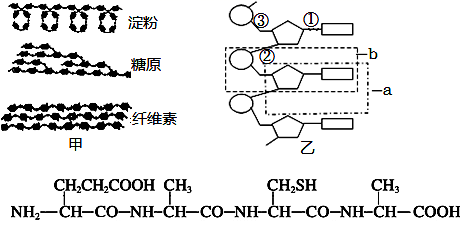 淀粉
糖原
纤维素
甲
③ ①
②
b
a
乙
CH₂CH₂COOH CH₃ CH₂SH CH₃
NH₂—CH—CO—NH—CH—CO—NH—CH—CO—NH—CH—COOH